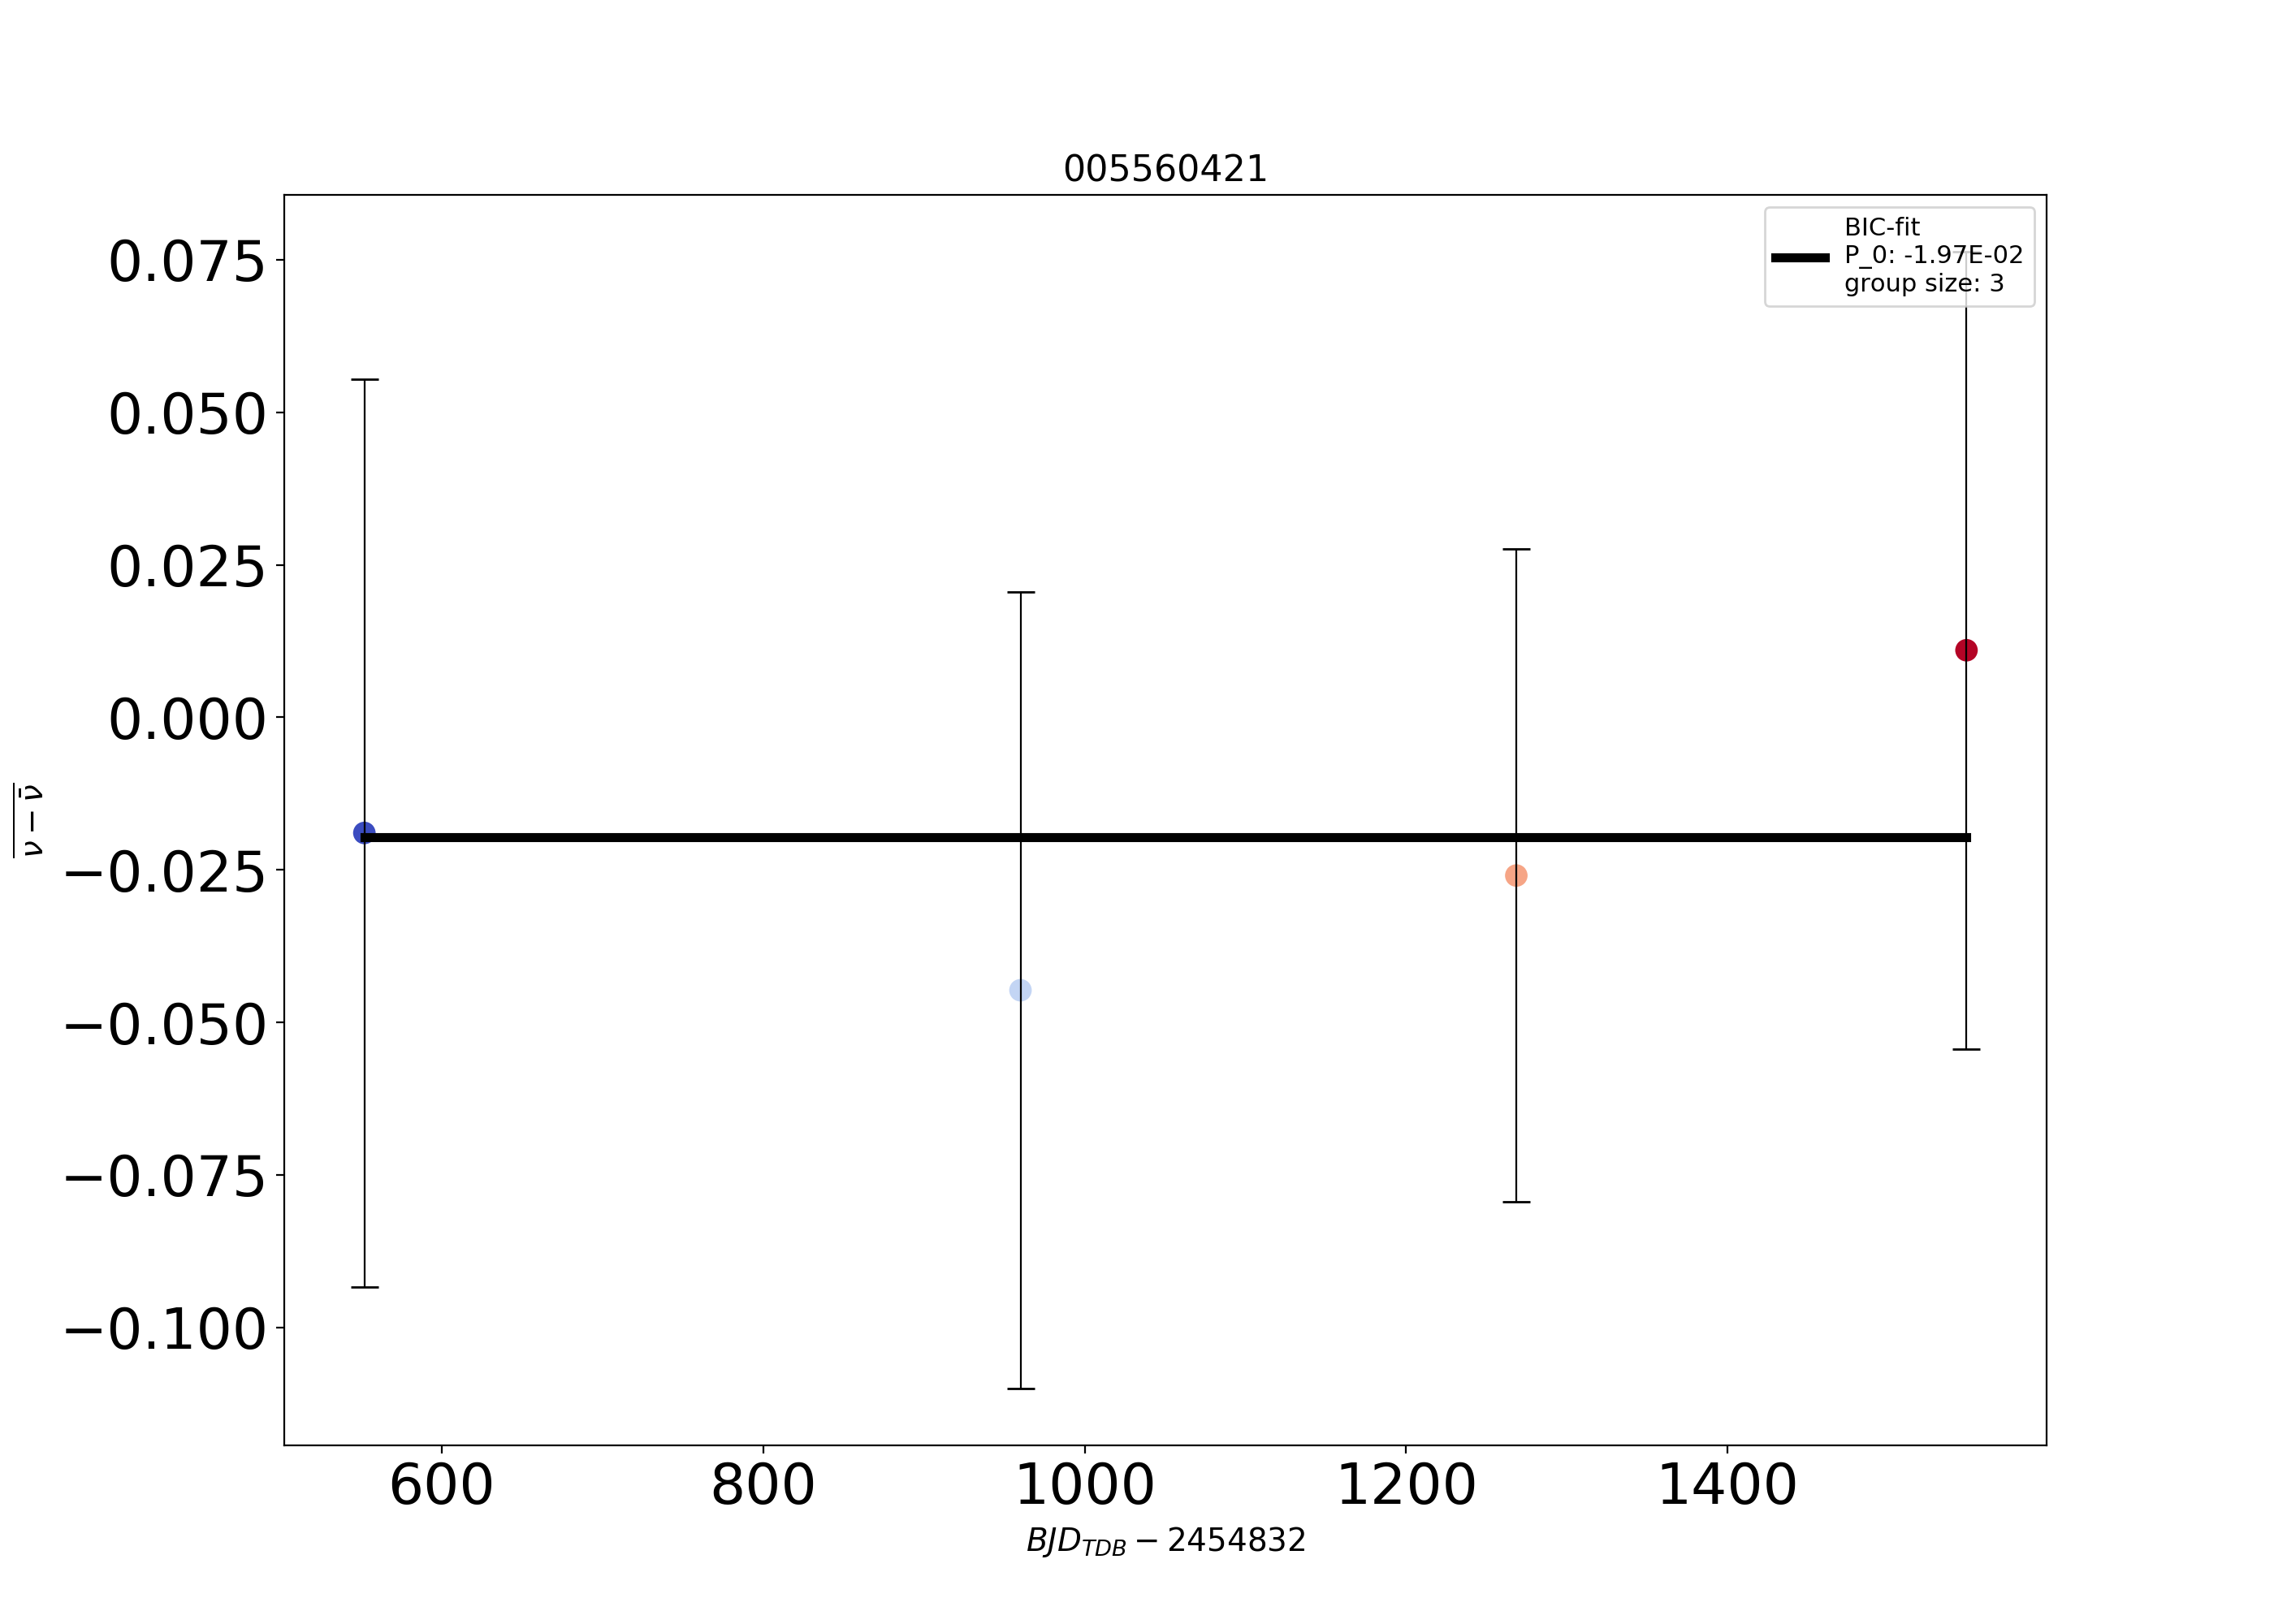 005560421
BIC-fit
P_0: -1.97E-02
group size: 3
0.075
0.050
0.025
0.000
−0.025
−0.050
−0.075
−0.100
ν − ν̄
600 800 1000 1200 1400
BJD_TDB − 2454832